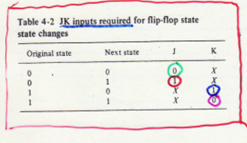 Table 4-2 JK inputs required for flip-flop state
state changes
Original state Next state J K
0 0 0 X
0 1 1 X
1 0 X 1
1 1 X 0